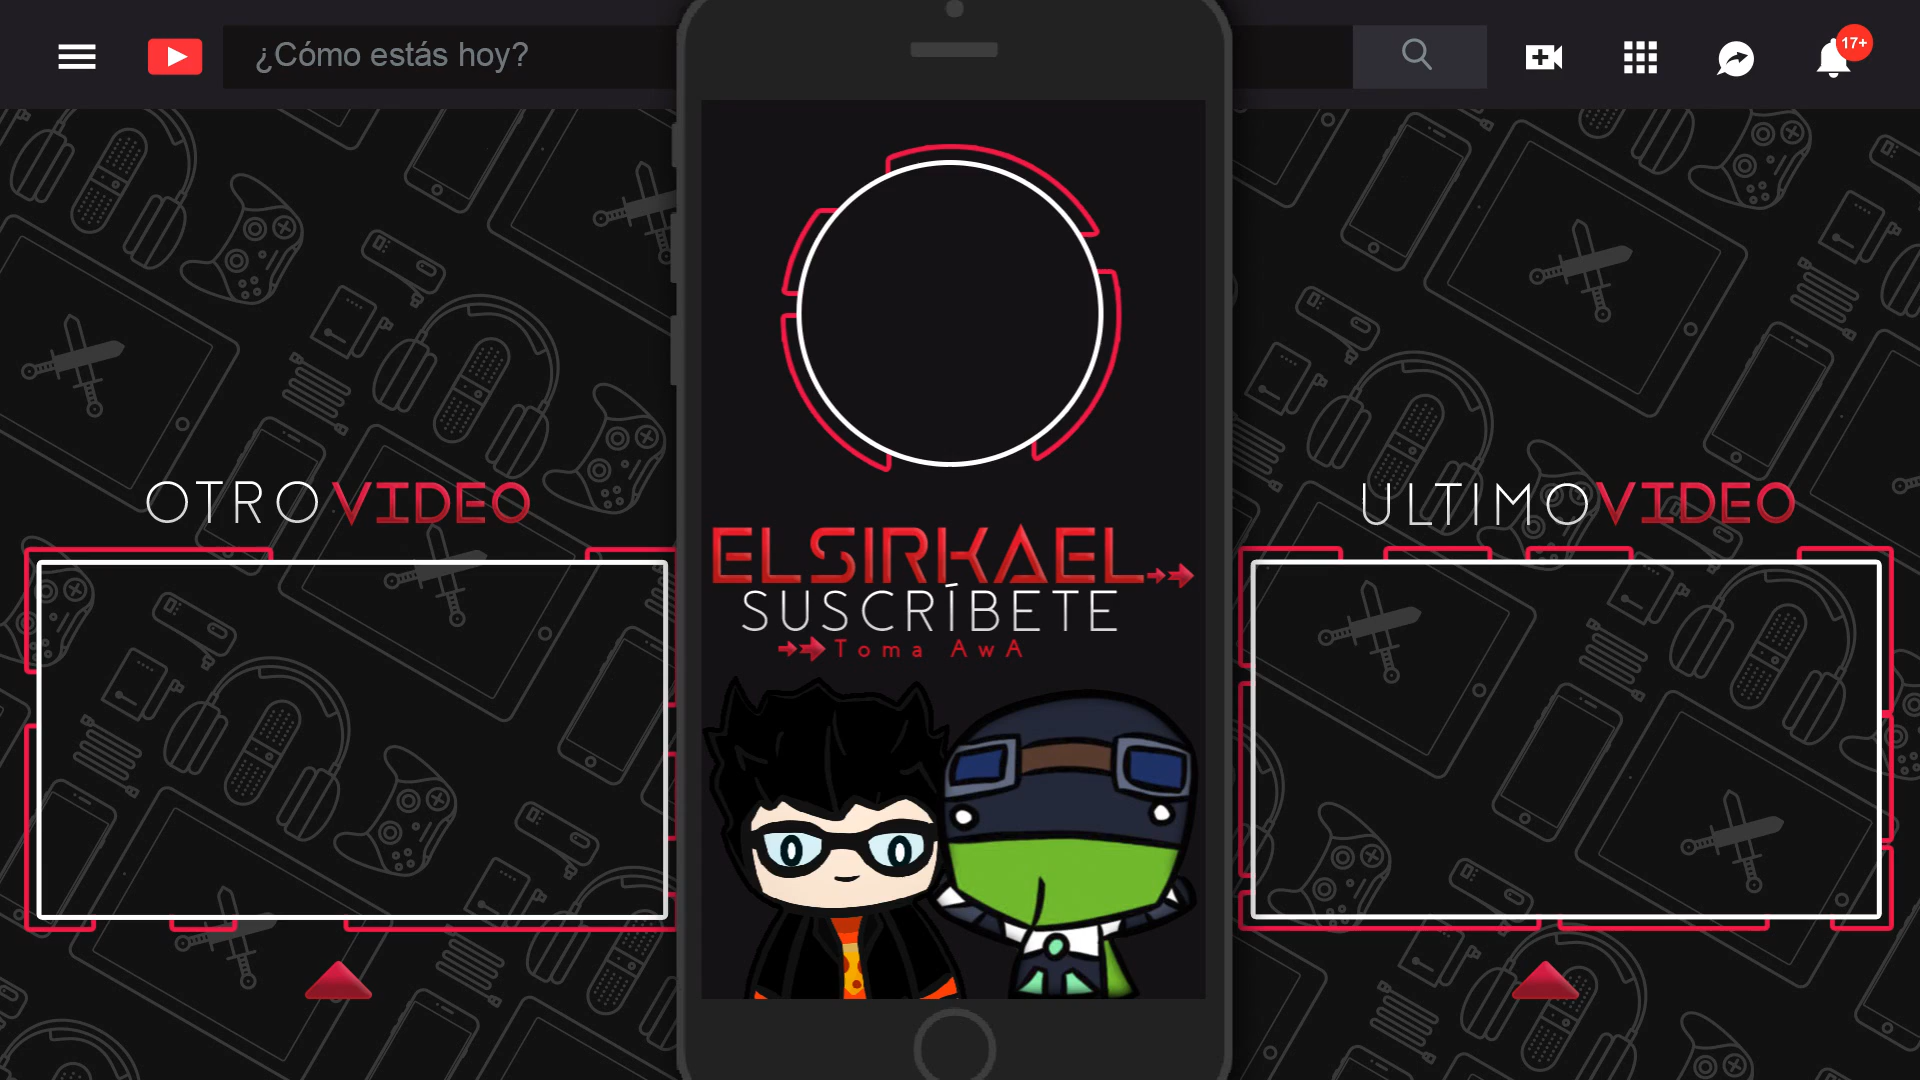 ¿Cómo estás hoy?
17+
OTRO VIDEO
ULTIMO VIDEO
ELSIRKAEL
SUSCRÍBETE
Toma AwA